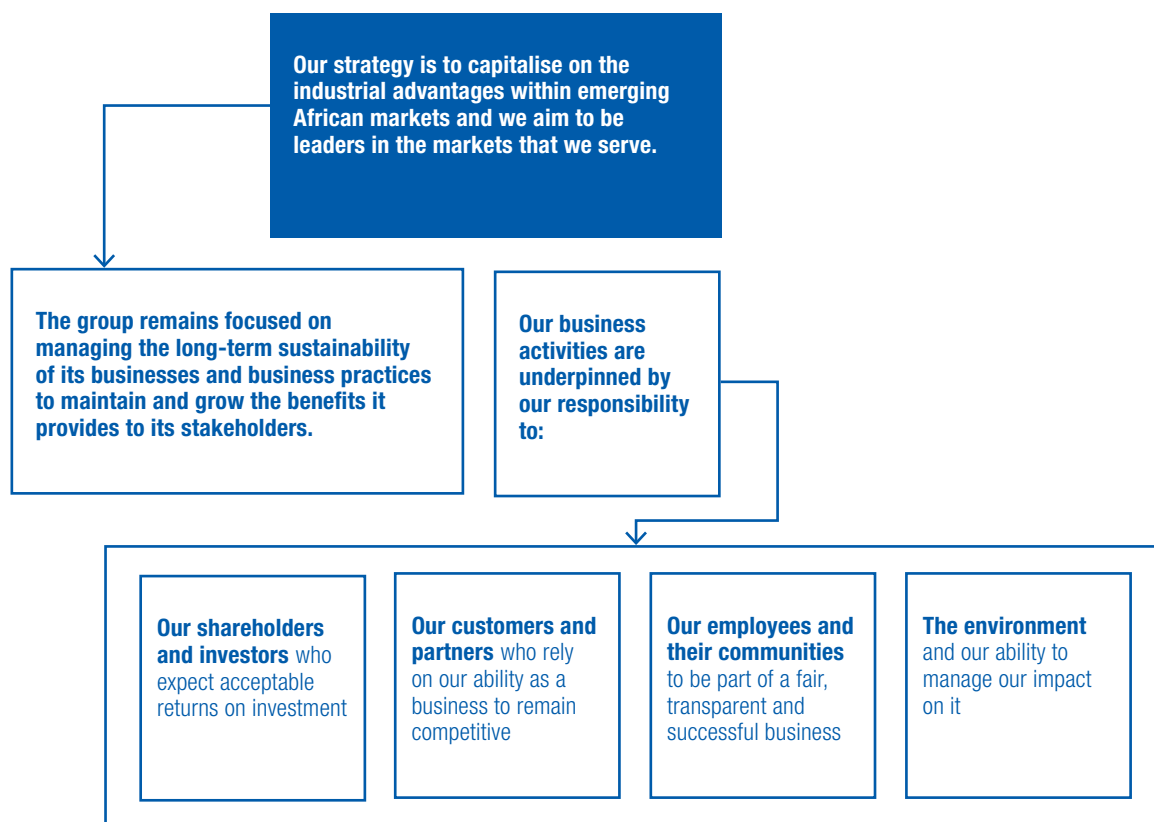 Our strategy is to capitalise on the
industrial advantages within emerging
African markets and we aim to be
leaders in the markets that we serve.
The group remains focused on
managing the long-term sustainability
of its businesses and business practices
to maintain and grow the benefits it
provides to its stakeholders.
Our business
activities are
underpinned by
our responsibility
to:
Our shareholders
and investors who
expect acceptable
returns on investment
Our customers and
partners who rely
on our ability as a
business to remain
competitive
Our employees and
their communities
to be part of a fair,
transparent and
successful business
The environment
and our ability to
manage our impact
on it